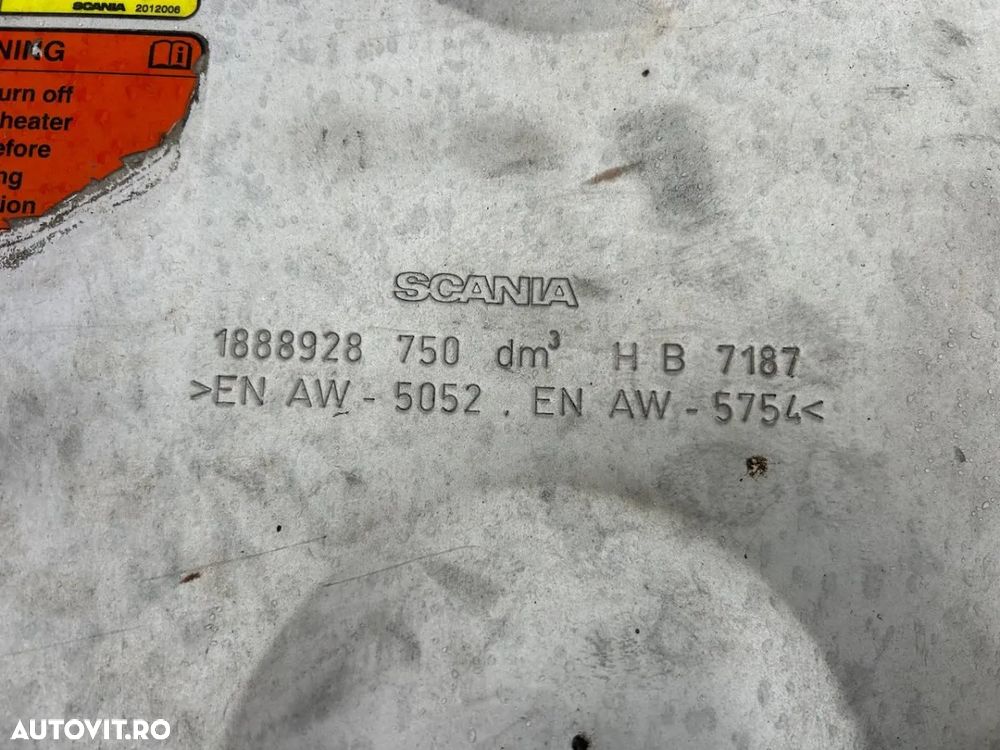 SCANIA 2012006
NING
urn off
heater
efore
ng
ion
SCANIA
1888928 750 dm³ H B 7187
>EN AW - 5052 . EN AW - 5754<
AUTOVIT.RO